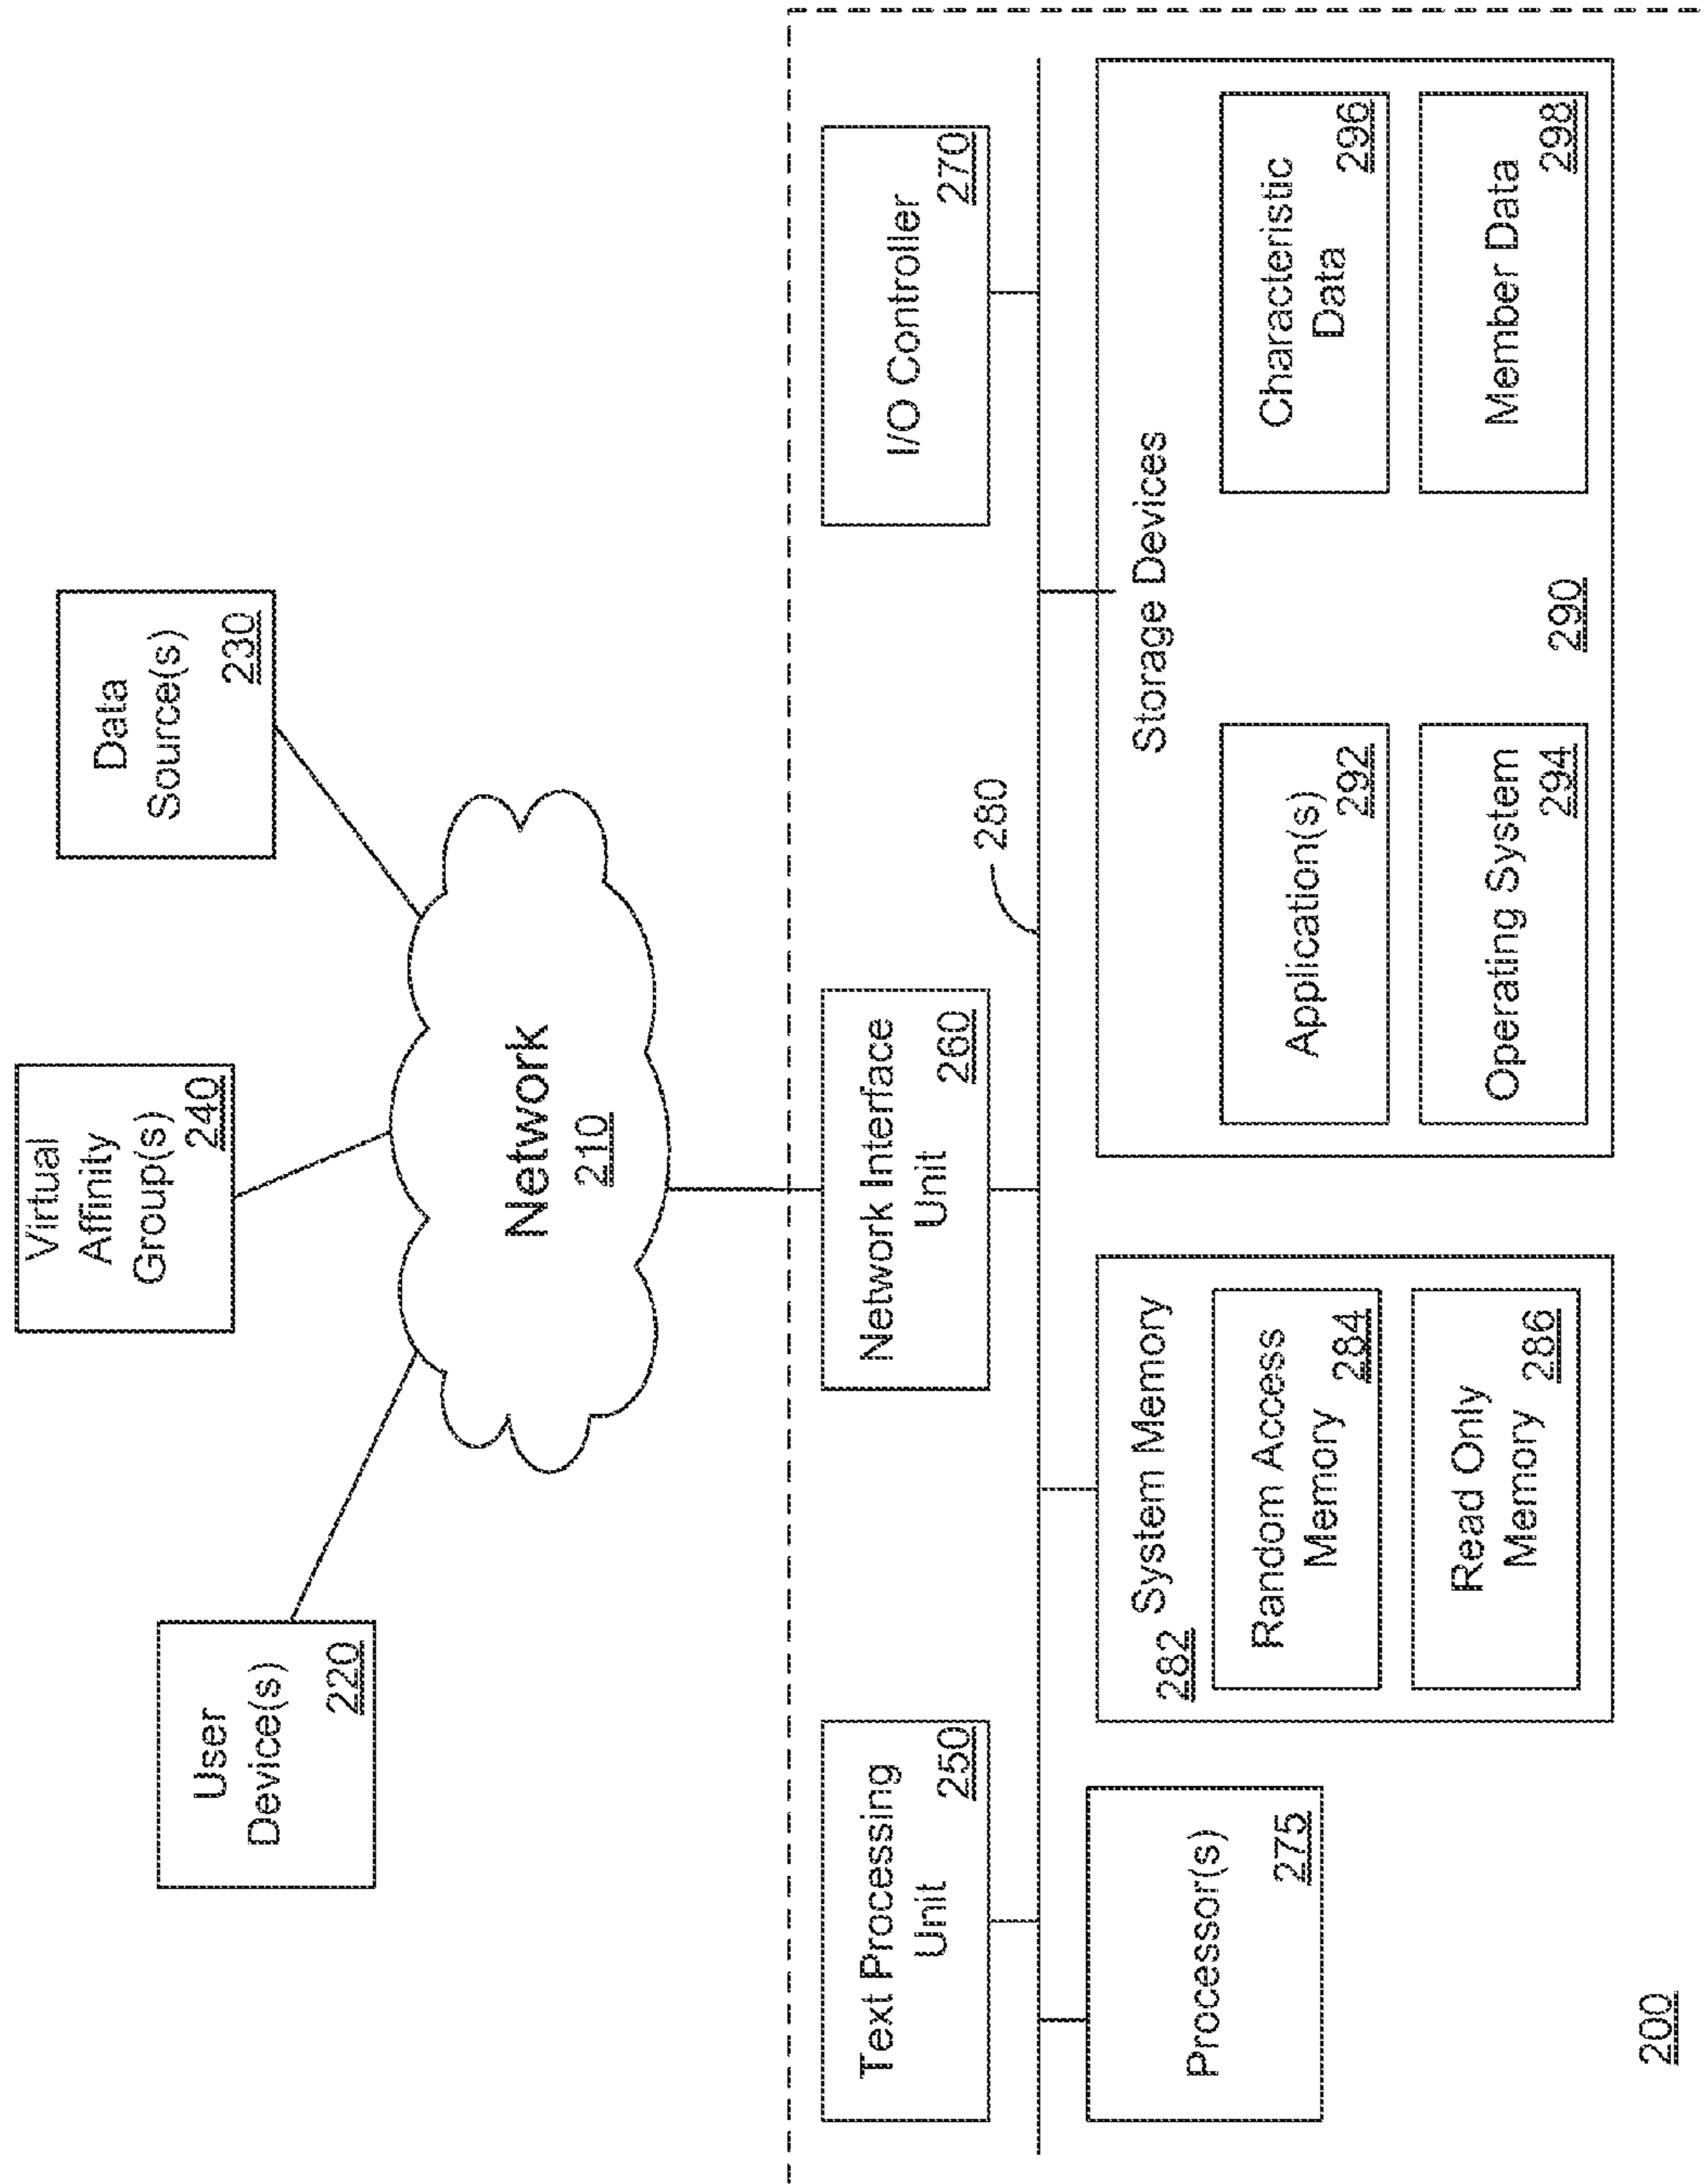 Virtual
Affinity
Group(s)
240
User
Device(s)
220
Data
Source(s)
230
Network
210
Text Processing
Unit
250
Network Interface
Unit
260
I/O Controller
270
280
Processor(s)
275
System Memory
282
Random Access
Memory
284
Read Only
Memory
286
Storage Devices
Application(s)
292
Operating System
294
290
Characteristic
Data
296
Member Data
298
200